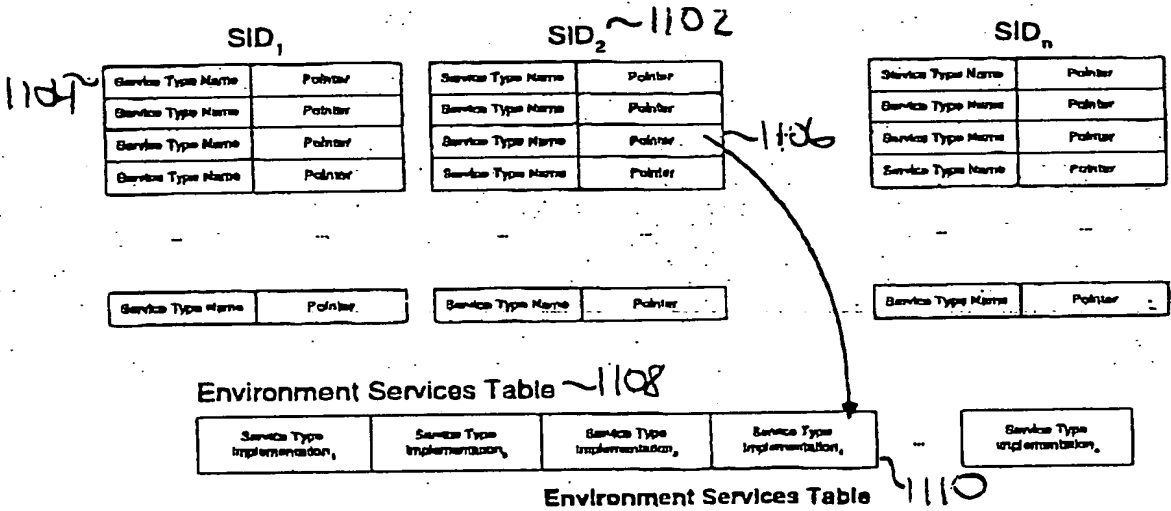 SID1 SID2 ~1102 SIDn
1104~ Service Type Name Pointer Service Type Name Pointer Service Type Name Pointer
Service Type Name Pointer Service Type Name Pointer Service Type Name Pointer
Service Type Name Pointer Service Type Name Pointer ~1106 Service Type Name Pointer
Service Type Name Pointer Service Type Name Pointer Service Type Name Pointer
... ... ... ... ... ...
Service Type Name Pointer Service Type Name Pointer Service Type Name Pointer
Environment Services Table ~1108
Service Type Service Type Service Type Service Type ... Service Type
Implementation Implementation Implementation Implementation Implementation
Environment Services Table ~1110